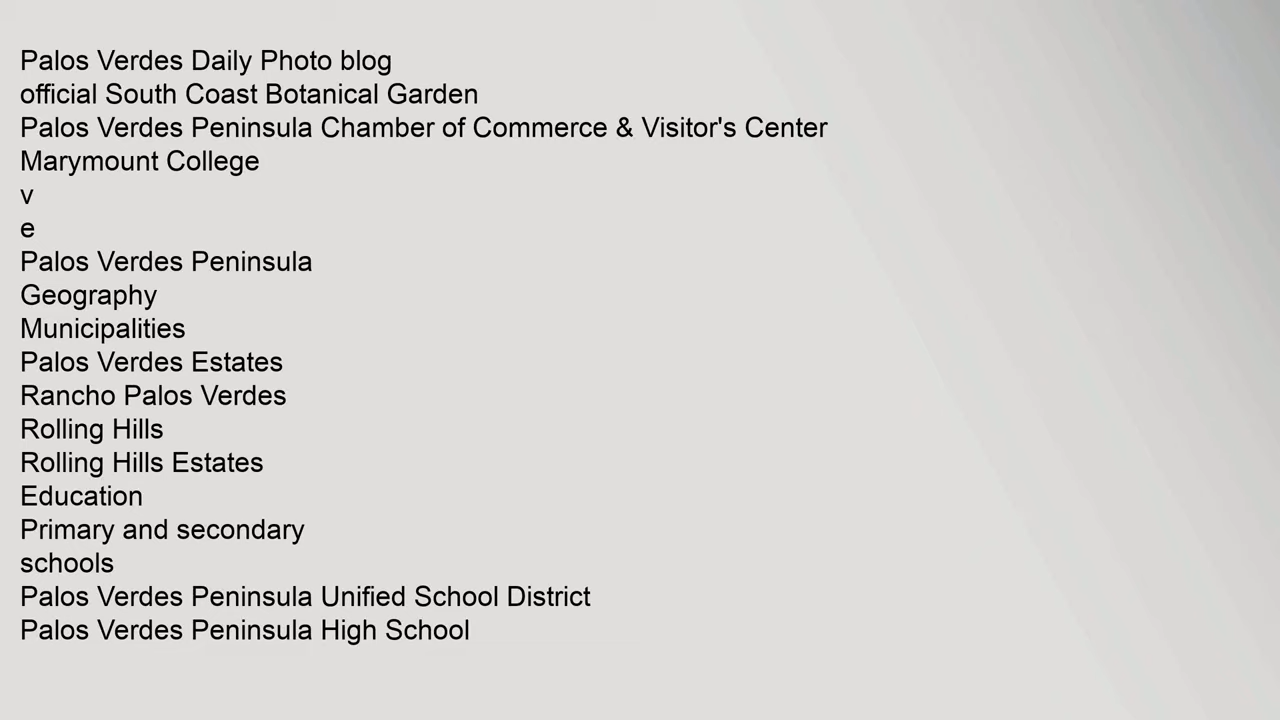 Palos Verdes Daily Photo blog
official South Coast Botanical Garden
Palos Verdes Peninsula Chamber of Commerce & Visitor's Center
Marymount College
v
e
Palos Verdes Peninsula
Geography
Municipalities
Palos Verdes Estates
Rancho Palos Verdes
Rolling Hills
Rolling Hills Estates
Education
Primary and secondary
schools
Palos Verdes Peninsula Unified School District
Palos Verdes Peninsula High School